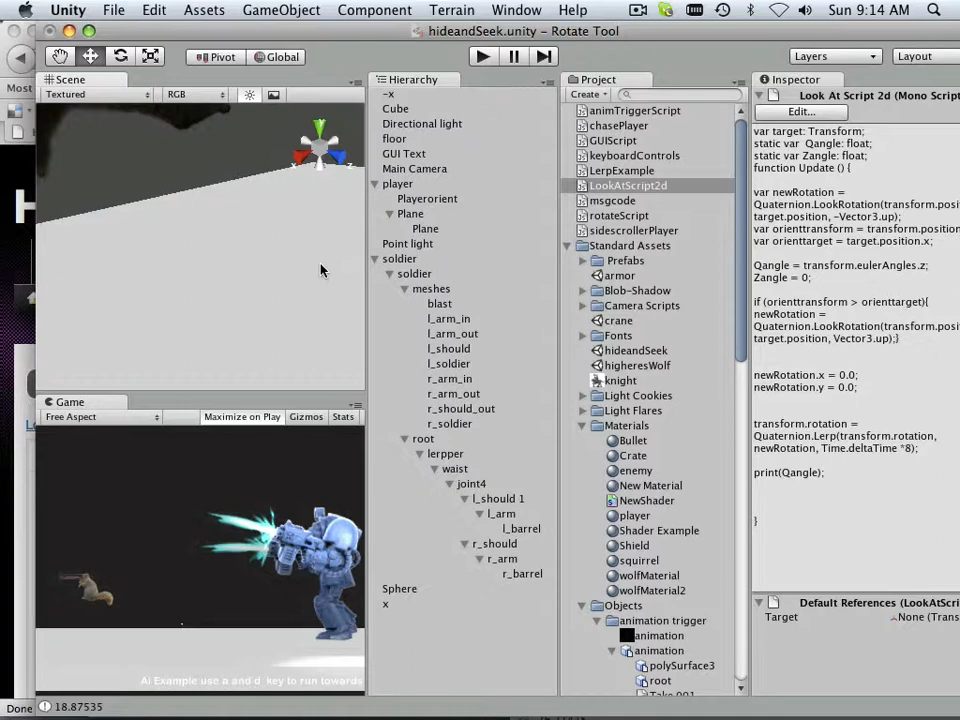 Unity File Edit Assets GameObject Component Terrain Window Help Sun 9:14 AM
hideandSeek.unity – Rotate Tool
Pivot Global Layers Layout
Most
Scene
Textured RGB
Game
Free Aspect Maximize on Play Gizmos Stats
Ai Example use a and d key to run towards
Hierarchy
-x
Cube
Directional light
floor
GUI Text
Main Camera
player
Playerorient
Plane
Plane
Point light
soldier
soldier
meshes
blast
l_arm_in
l_arm_out
l_should
l_soldier
r_arm_in
r_arm_out
r_should_out
r_soldier
root
lerpper
waist
joint4
l_should 1
l_arm
l_barrel
r_should
r_arm
r_barrel
Sphere
x
Project
Create
animTriggerScript
chasePlayer
GUIScript
keyboardControls
LerpExample
LookAtScript2d
msgcode
rotateScript
sidescrollerPlayer
Standard Assets
Prefabs
armor
Blob-Shadow
Camera Scripts
crane
Fonts
hideandSeek
higheresWolf
knight
Light Cookies
Light Flares
Materials
Bullet
Crate
enemy
New Material
NewShader
player
Shader Example
Shield
squirrel
wolfMaterial
wolfMaterial2
Objects
animation trigger
animation
animation
polySurface3
root
Take 001
Inspector
Look At Script 2d (Mono Script
Edit...
var target: Transform;
static var Qangle: float;
static var Zangle: float;
function Update () {
var newRotation =
Quaternion.LookRotation(transform.pos
target.position, -Vector3.up);
var orienttransform = transform.positio
var orienttarget = target.position.x;
Qangle = transform.eulerAngles.z;
Zangle = 0;
if (orienttransform > orienttarget){
newRotation =
Quaternion.LookRotation(transform.pos
target.position, Vector3.up);}
newRotation.x = 0.0;
newRotation.y = 0.0;
transform.rotation =
Quaternion.Lerp(transform.rotation,
newRotation, Time.deltaTime *8);
print(Qangle);
}
Default References (LookAtScri
Target None (Trans
Done
18.87535